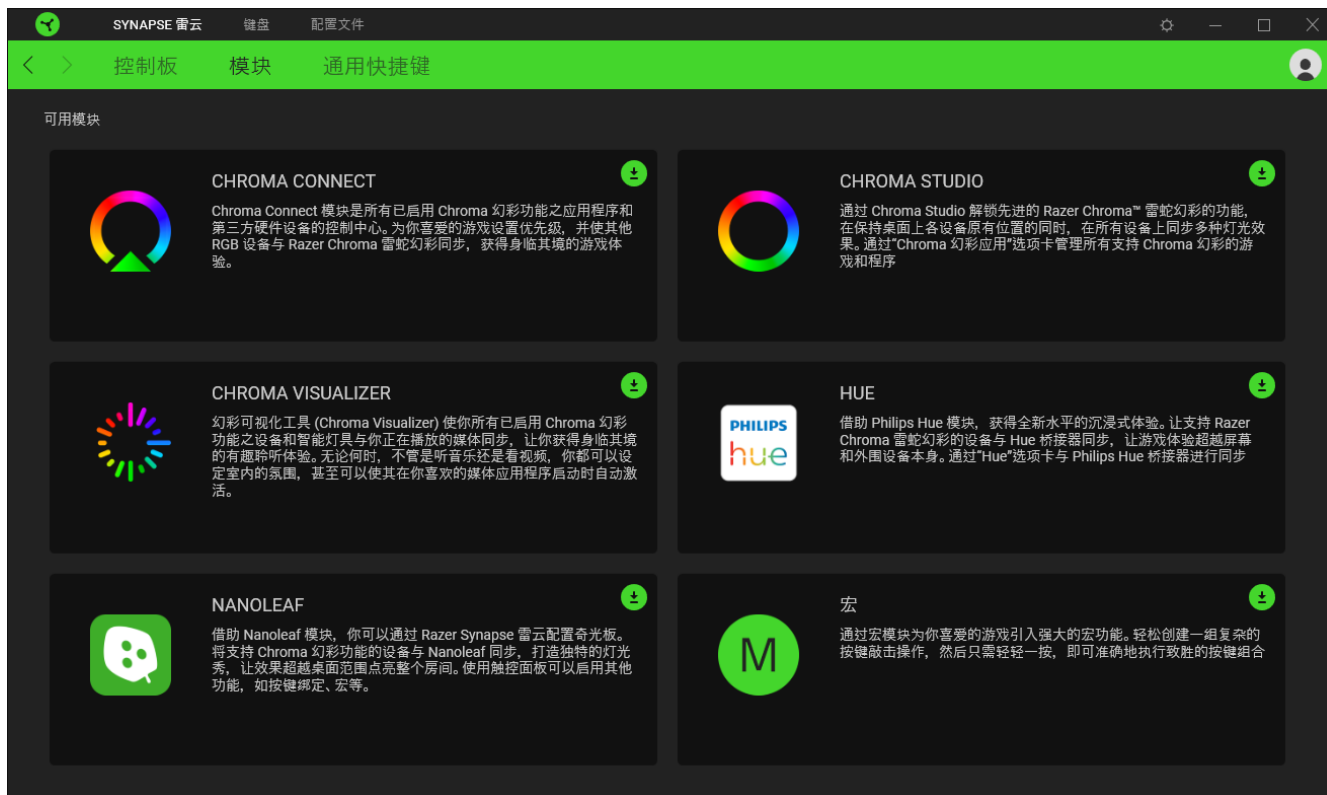 SYNAPSE 雷云
键盘
配置文件
控制板
模块
通用快捷键
可用模块
CHROMA CONNECT
Chroma Connect 模块是所有已启用 Chroma 幻彩功能之应用程序和
第三方硬件设备的控制中心。为你喜爱的游戏设置优先级，并使其他
RGB 设备与 Razer Chroma 雷蛇幻彩同步，获得身临其境的游戏体
验。
CHROMA STUDIO
通过 Chroma Studio 解锁先进的 Razer Chroma™ 雷蛇幻彩的功能，
在保持桌面上各设备原有位置的同时，在所有设备上同步多种灯光效
果。通过"Chroma 幻彩应用"选项卡管理所有支持 Chroma 幻彩的游
戏和程序
CHROMA VISUALIZER
幻彩可视化工具 (Chroma Visualizer) 使你所有已启用 Chroma 幻彩
功能之设备和智能灯具与你正在播放的媒体同步，让你获得身临其境
的有趣聆听体验。无论何时，不管是听音乐还是看视频，你都可以设
定室内的氛围，甚至可以使其在你喜欢的媒体应用程序启动时自动激
活。
PHILIPS
hue
HUE
借助 Philips Hue 模块，获得全新水平的沉浸式体验。让支持 Razer
Chroma 雷蛇幻彩的设备与 Hue 桥接器同步，让游戏体验超越屏幕
和外围设备本身。通过"Hue"选项卡与 Philips Hue 桥接器进行同步
NANOLEAF
借助 Nanoleaf 模块，你可以通过 Razer Synapse 雷云配置奇光板。
将支持 Chroma 幻彩功能的设备与 Nanoleaf 同步，打造独特的灯光
秀，让效果超越桌面范围点亮整个房间。使用触控面板可以启用其他
功能，如按键绑定、宏等。
M
宏
通过宏模块为你喜爱的游戏引入强大的宏功能。轻松创建一组复杂的
按键敲击操作，然后只需轻轻一按，即可准确地执行致胜的按键组合